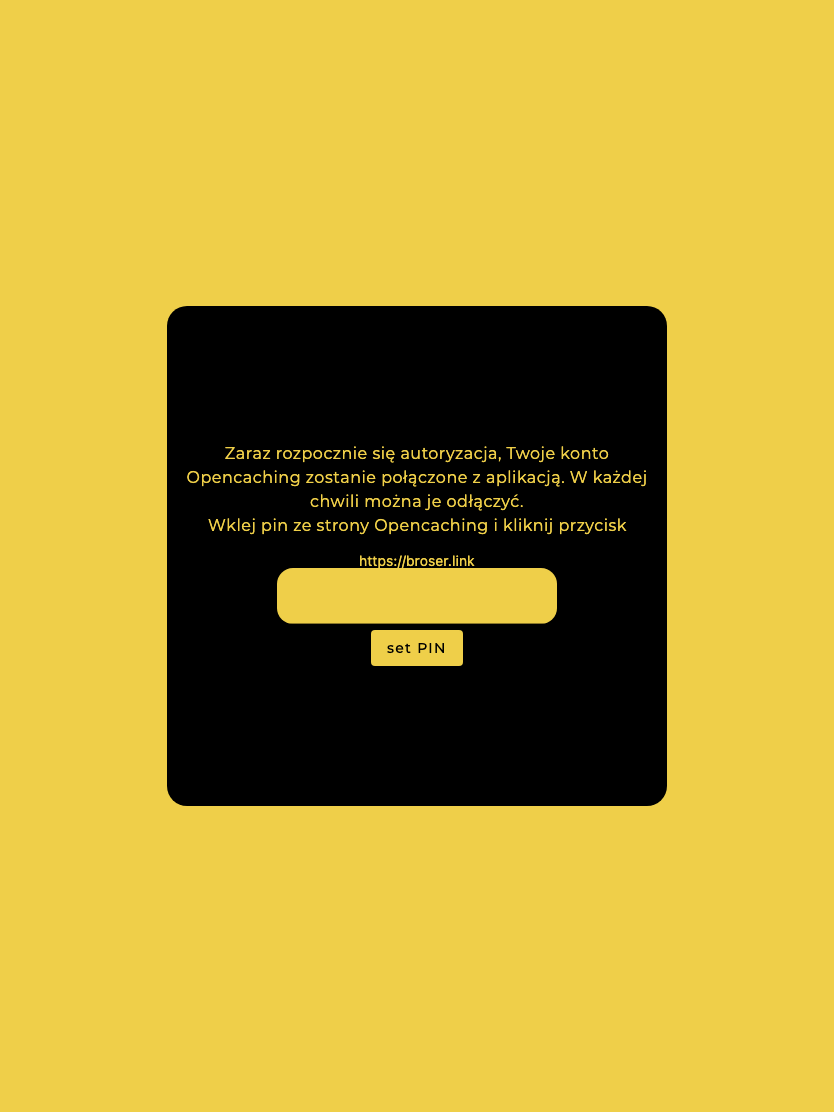 Zaraz rozpocznie się autoryzacja, Twoje konto
Opencaching zostanie połączone z aplikacją. W każdej
chwili można je odłączyć.
Wklej pin ze strony Opencaching i kliknij przycisk
https://broser.link
set PIN